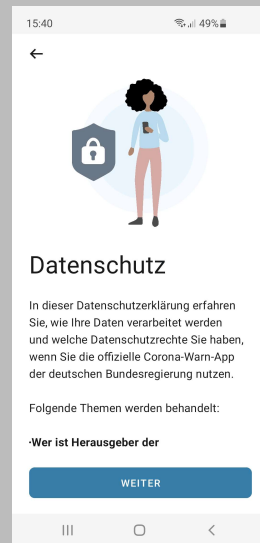 15:40
49%
Datenschutz
In dieser Datenschutzerklärung erfahren
Sie, wie Ihre Daten verarbeitet werden
und welche Datenschutzrechte Sie haben,
wenn Sie die offizielle Corona-Warn-App
der deutschen Bundesregierung nutzen.
Folgende Themen werden behandelt:
·Wer ist Herausgeber der
WEITER